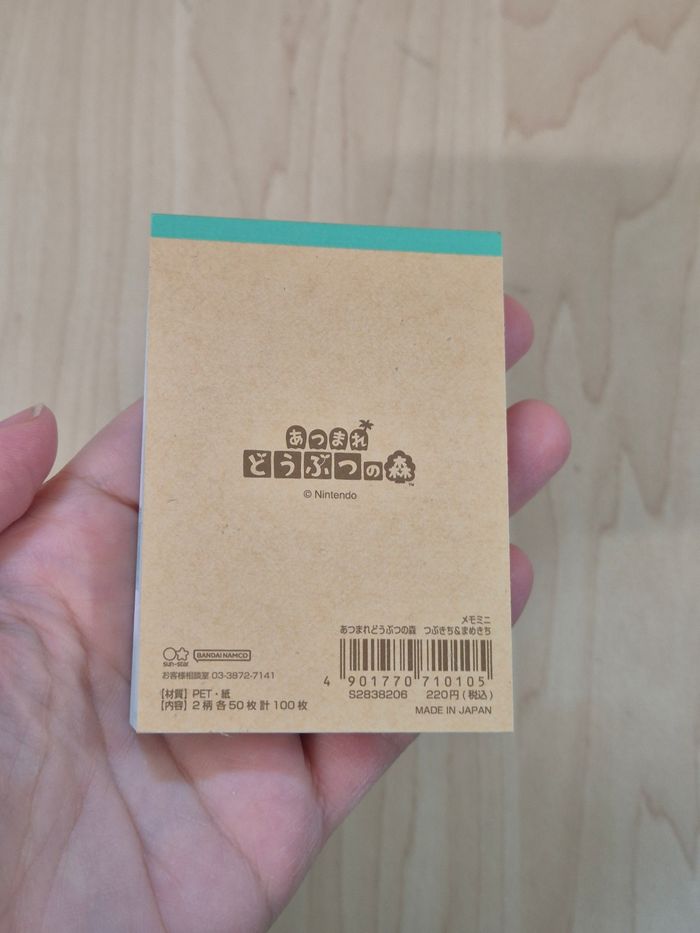 あつまれ
どうぶつの森™
© Nintendo
メモミニ
あつまれどうぶつの森 つぶきち&まめきち
sun-star BANDAI NAMCO
お客様相談室 03-3872-7141
4 901770 710105
S2838206 220円(税込)
【材質】PET・紙
【内容】2柄 各50枚 計100枚
MADE IN JAPAN